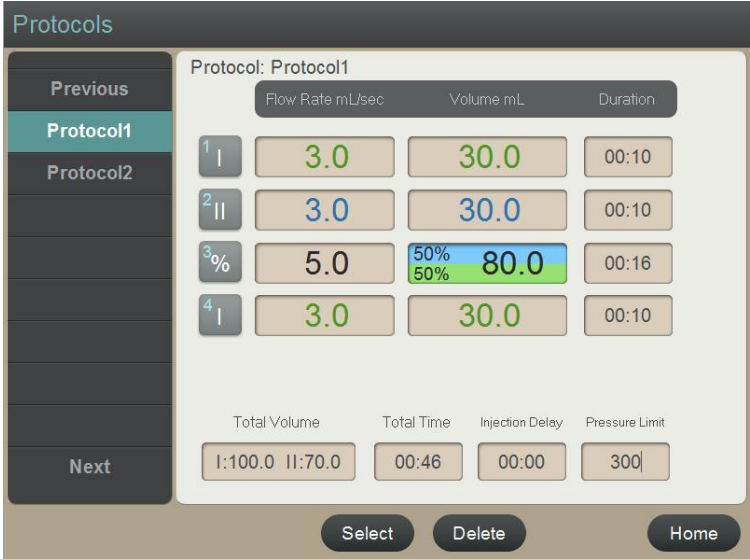 Protocols
Previous
Protocol1
Protocol2
Next
Protocol: Protocol1
Flow Rate mL/sec Volume mL Duration
1 I 3.0 30.0 00:10
2 II 3.0 30.0 00:10
3 % 5.0 50% 50% 80.0 00:16
4 I 3.0 30.0 00:10
Total Volume Total Time Injection Delay Pressure Limit
I:100.0 II:70.0 00:46 00:00 300
Select Delete Home